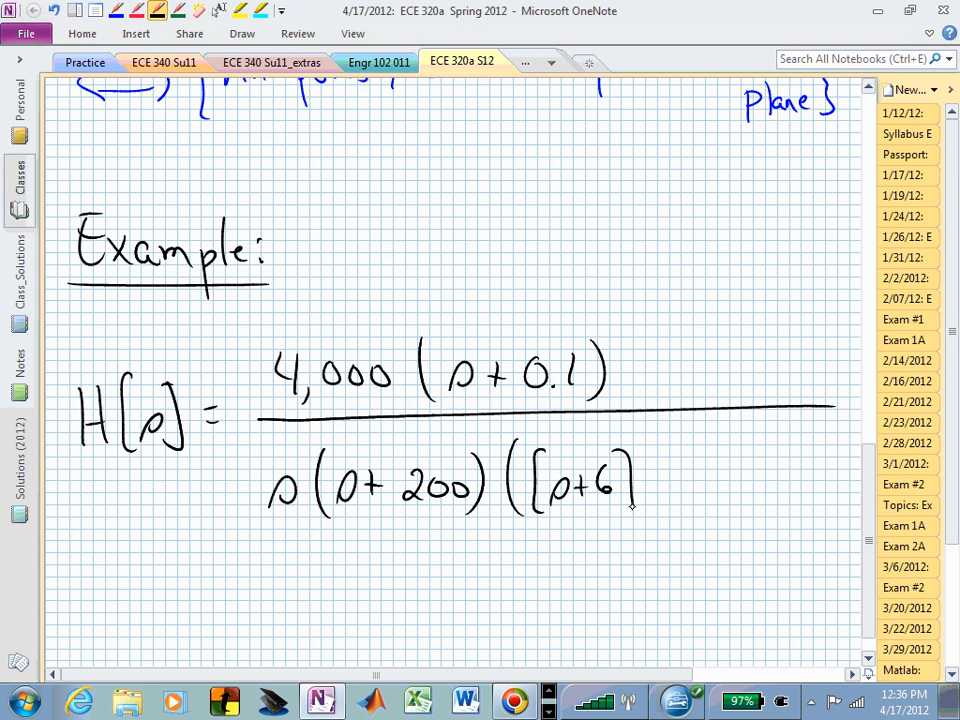 4/17/2012: ECE 320a Spring 2012 - Microsoft OneNote
File Home Insert Share Draw Review View
Practice ECE 340 Su11 ECE 340 Su11_extras Engr 102 011 ECE 320a S12 ... Search All Notebooks (Ctrl+E)
New...
Personal
Classes
Class_Solutions
Notes
Solutions (2012)
plane}
Example:
H[s] =
4,000 (s+ 0.1)
s(s+ 200) ([s+6]
1/12/12:
Syllabus E
Passport:
1/17/12:
1/19/12:
1/24/12:
1/26/12: E
1/31/12:
2/2/2012:
2/07/12: E
Exam #1
Exam 1A
2/14/2012
2/16/2012
2/21/2012
2/23/2012
2/28/2012
3/1/2012:
Exam #2
Topics: Ex
Exam 1A
Exam 2A
3/6/2012:
Exam #2
3/20/2012
3/22/2012
3/29/2012
Matlab:
97%
12:36 PM
4/17/2012